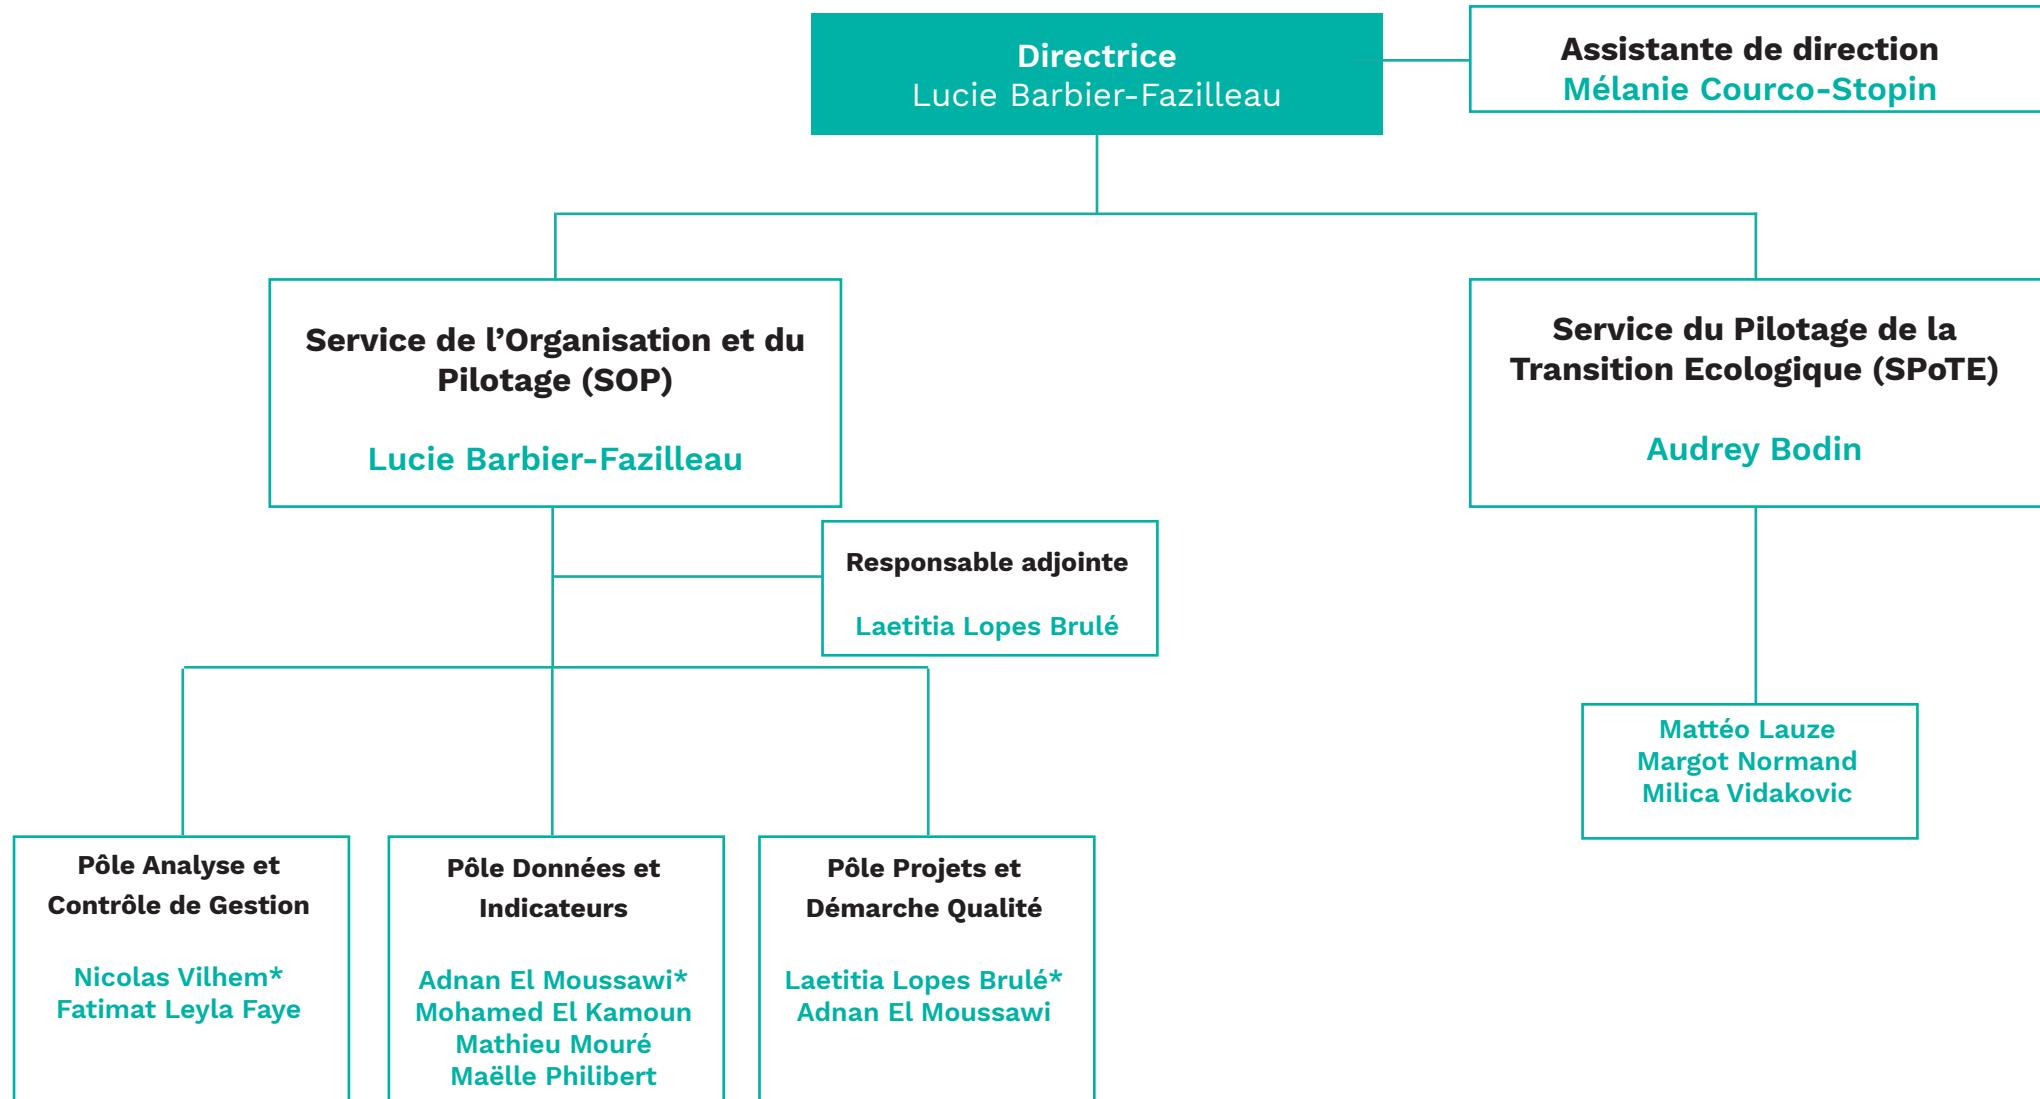 Directrice
Lucie Barbier-Fazilleau
Assistante de direction
Mélanie Courco-Stopin
Service de l’Organisation et du
Pilotage (SOP)
Lucie Barbier-Fazilleau
Service du Pilotage de la
Transition Ecologique (SPoTE)
Audrey Bodin
Responsable adjointe
Laetitia Lopes Brulé
Mattéo Lauze
Margot Normand
Milica Vidakovic
Pôle Analyse et
Contrôle de Gestion
Nicolas Vilhem*
Fatimat Leyla Faye
Pôle Données et
Indicateurs
Adnan El Moussawi*
Mohamed El Kamoun
Mathieu Mouré
Maëlle Philibert
Pôle Projets et
Démarche Qualité
Laetitia Lopes Brulé*
Adnan El Moussawi